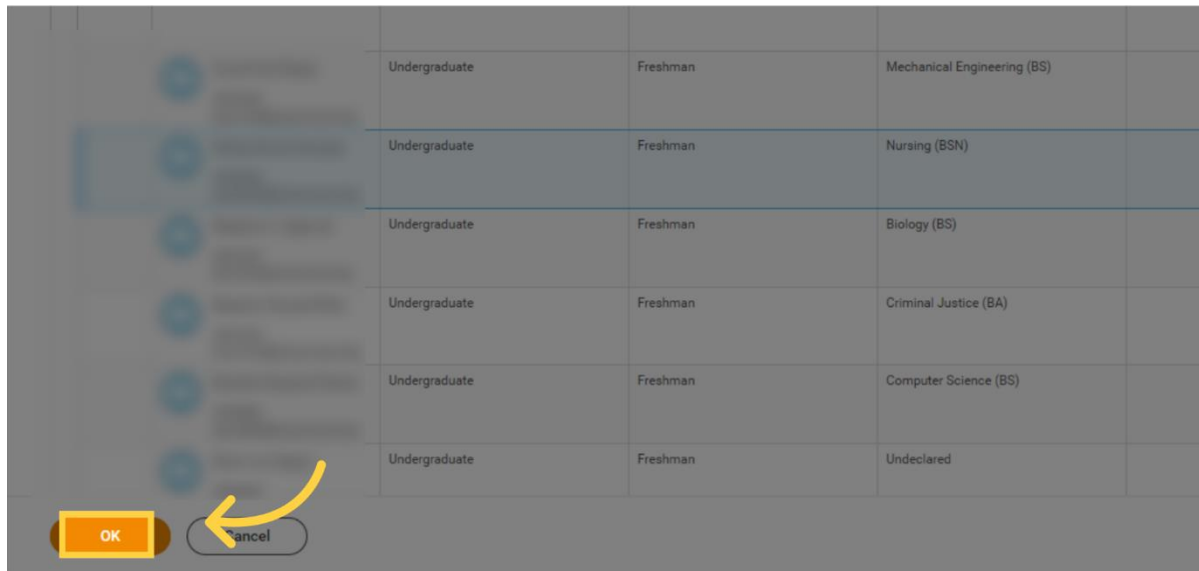 Undergraduate Freshman Mechanical Engineering (BS)
Undergraduate Freshman Nursing (BSN)
Undergraduate Freshman Biology (BS)
Undergraduate Freshman Criminal Justice (BA)
Undergraduate Freshman Computer Science (BS)
Undergraduate Freshman Undeclared
OK Cancel